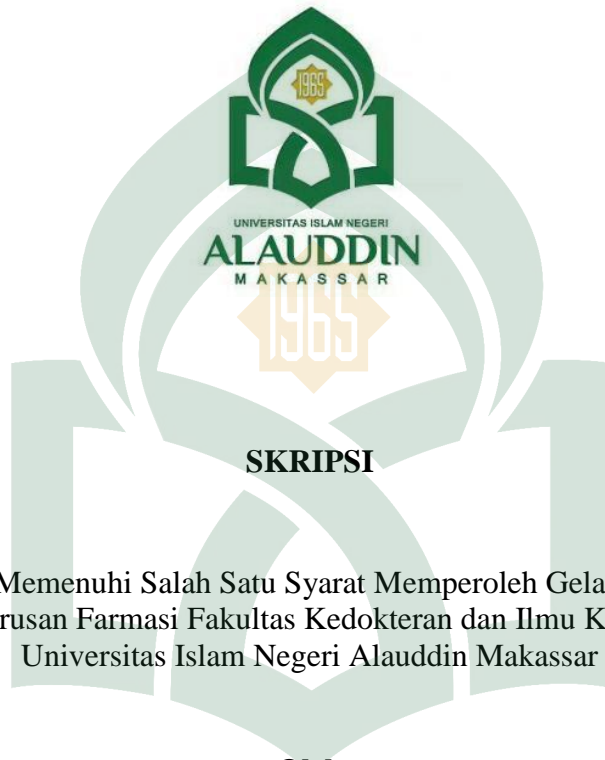 1965
UNIVERSITAS ISLAM NEGERI
ALAUDDIN
MAKASSAR
1965
SKRIPSI
Memenuhi Salah Satu Syarat Memperoleh Gela
rusan Farmasi Fakultas Kedokteran dan Ilmu K
Universitas Islam Negeri Alauddin Makassar